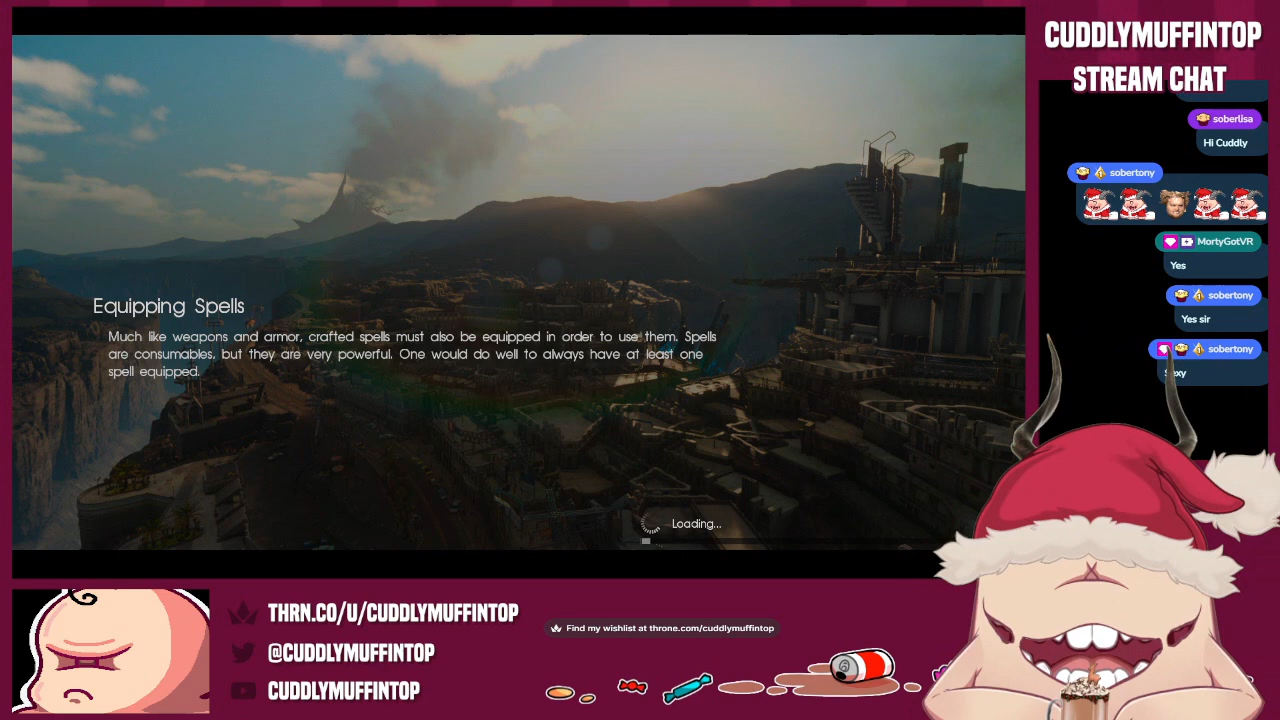 CUDDLYMUFFINTOP
STREAM CHAT
soberlisa
Hi Cuddly
sobertony
MortyGotVR
Yes
sobertony
Yes sir
sobertony
Equipping Spells
Much like weapons and armor, crafted spells must also be equipped in order to use them. Spells
are consumables, but they are very powerful. One would do well to always have at least one
spell equipped.
Loading...
THRN.CO/U/CUDDLYMUFFINTOP
@CUDDLYMUFFINTOP
CUDDLYMUFFINTOP
Find my wishlist at throne.com/cuddlymuffintop